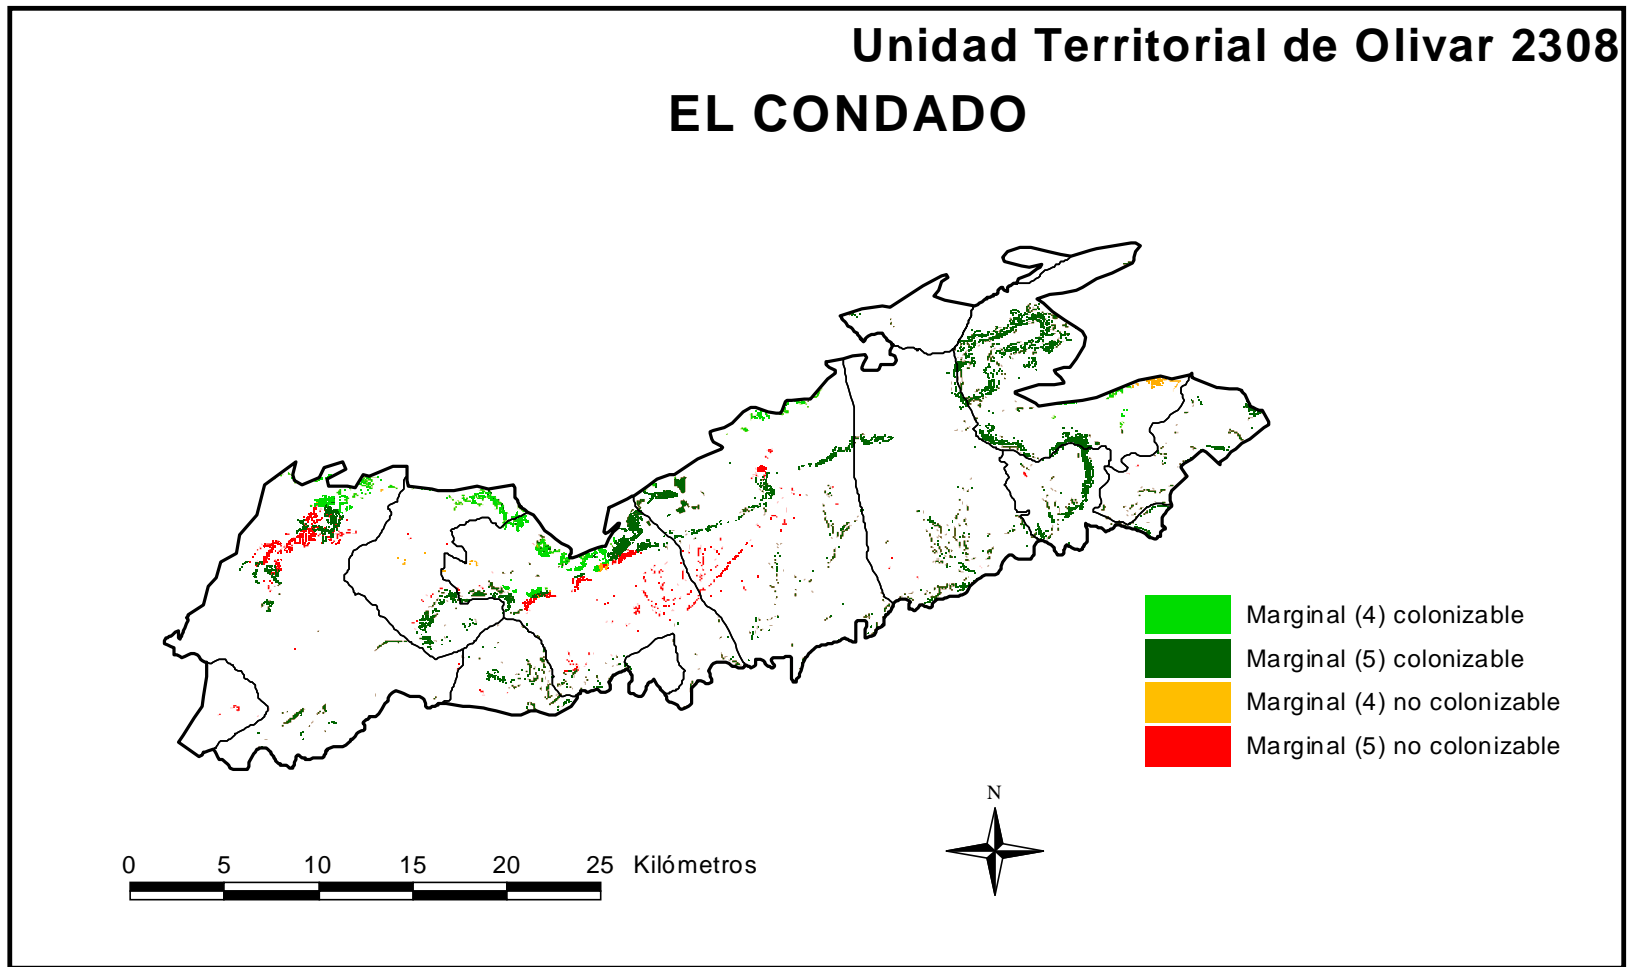 Unidad Territorial de Olivar 2308
EL CONDADO
Marginal (4) colonizable
Marginal (5) colonizable
Marginal (4) no colonizable
Marginal (5) no colonizable
N
0 5 10 15 20 25 Kilómetros